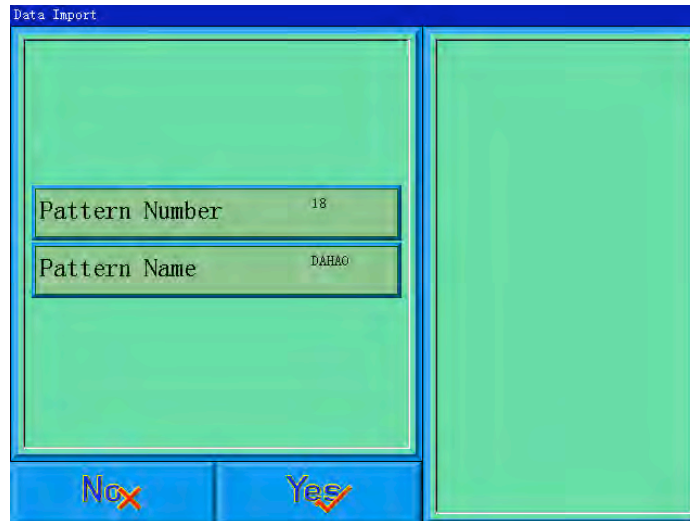 Data Import
Pattern Number 18
Pattern Name DAHAO
No Yes